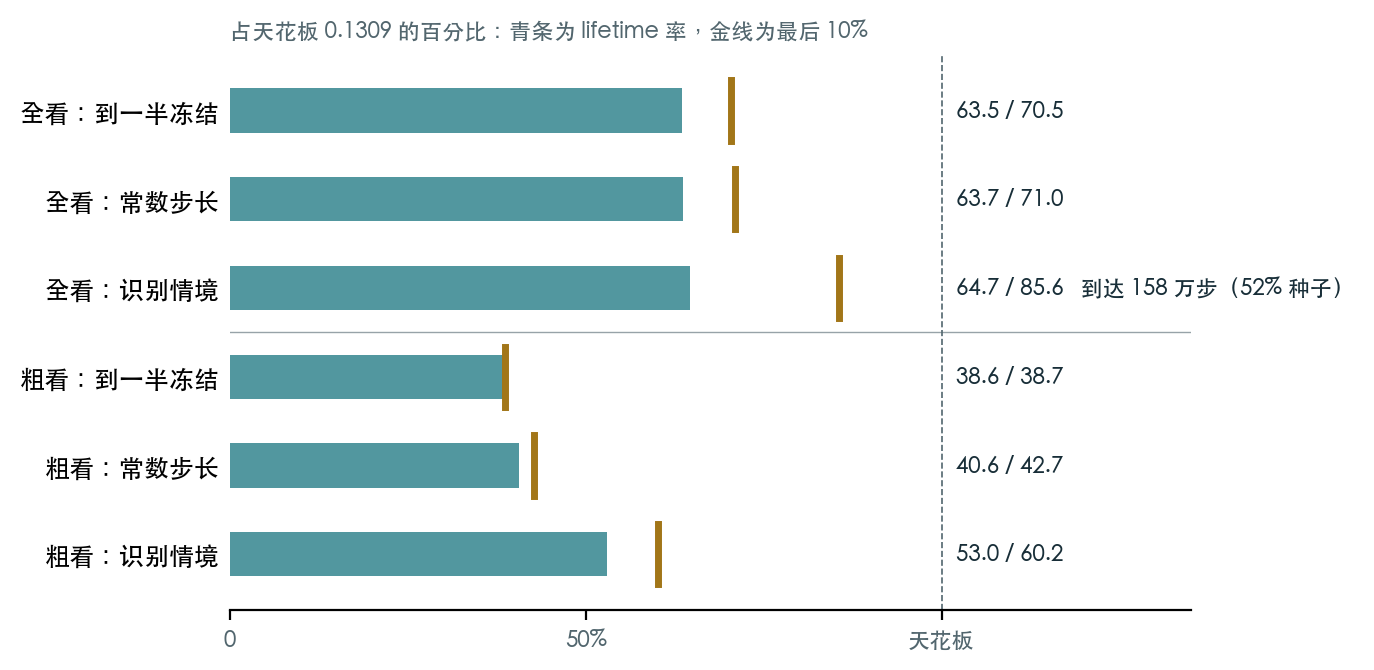 占天花板 0.1309 的百分比：青条为 lifetime 率，金线为最后 10%
全看：到一半冻结 63.5 / 70.5
全看：常数步长 63.7 / 71.0
全看：识别情境 64.7 / 85.6 到达 158 万步（52% 种子）
粗看：到一半冻结 38.6 / 38.7
粗看：常数步长 40.6 / 42.7
粗看：识别情境 53.0 / 60.2
0 50% 天花板